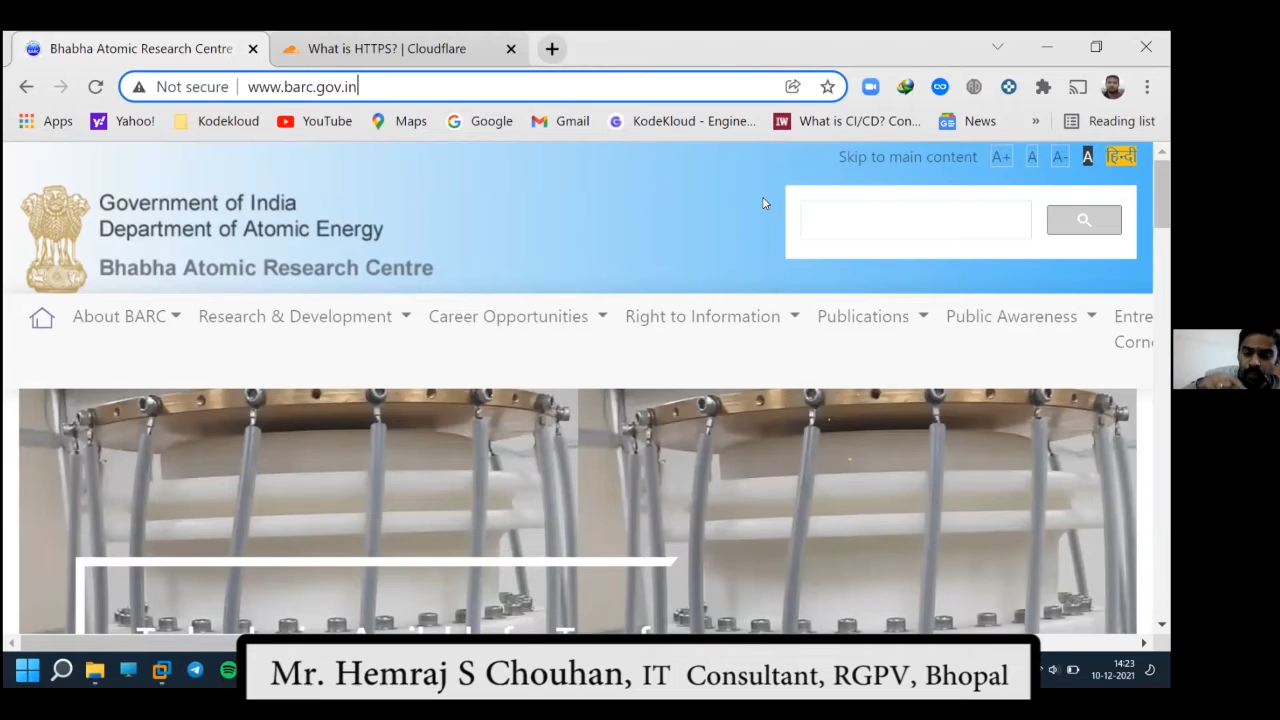 Bhabha Atomic Research Centre
What is HTTPS? | Cloudflare
Not secure | www.barc.gov.in
Apps Yahoo! Kodekloud YouTube Maps Google Gmail KodeKloud - Engine... What is CI/CD? Con... News » Reading list
Skip to main content A+ A A- A हिन्दी
Government of India
Department of Atomic Energy
Bhabha Atomic Research Centre
About BARC Research & Development Career Opportunities Right to Information Publications Public Awareness Entre
Corne
14:23
10-12-2021
Mr. Hemraj S Chouhan, IT Consultant, RGPV, Bhopal